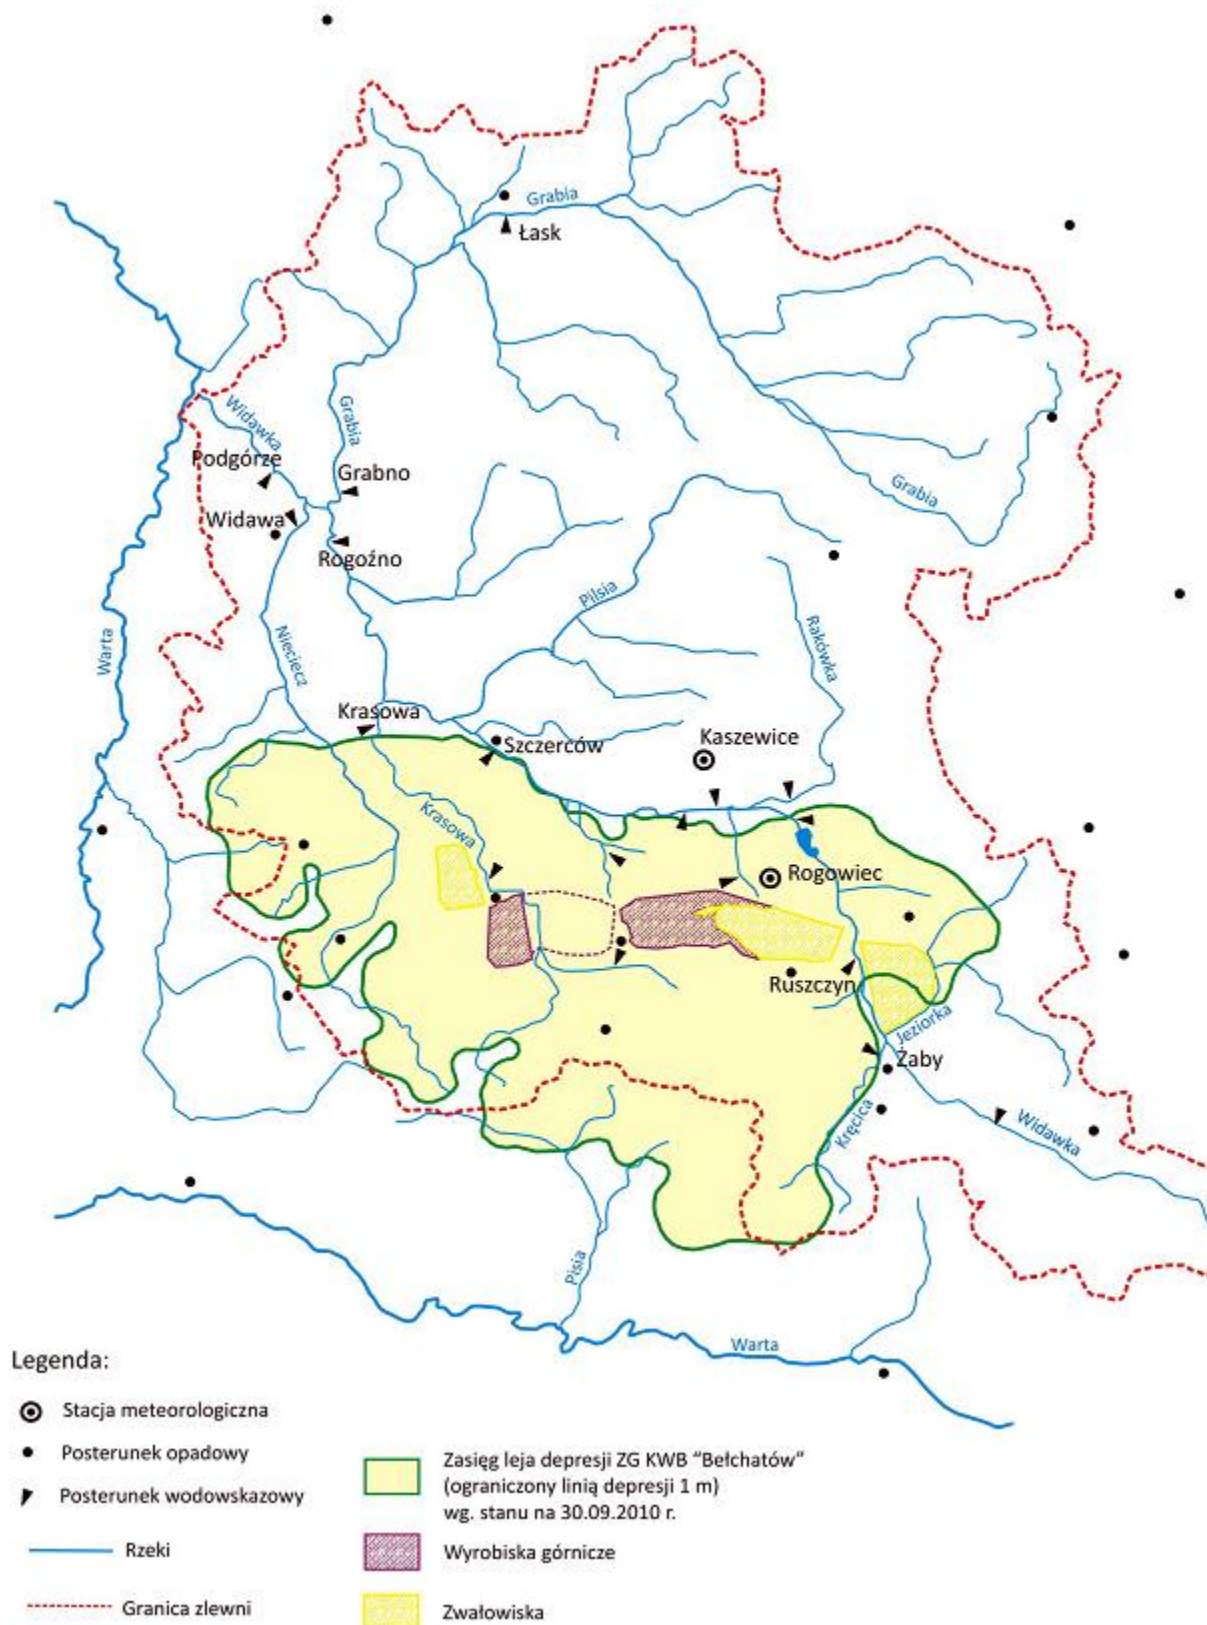 Grabia
Łask
Widawka
Grabia
Podgórze
Grabno
Grabia
Widawa
Rogoźno
Pilsia
Rakówka
Warta
Nieciecz
Krasowa
Szczerców
Kaszewice
Krasowa
Rogowiec
Ruszczyn
Jeziorka
Żaby
Kręcica
Widawka
Pisia
Warta
Legenda:
Stacja meteorologiczna
Posterunek opadowy
Posterunek wodowskazowy
Rzeki
Granica zlewni
Zasięg leja depresji ZG KWB "Bełchatów"
(ograniczony linią depresji 1 m)
wg. stanu na 30.09.2010 r.
Wyrobiska górnicze
Zwałowiska